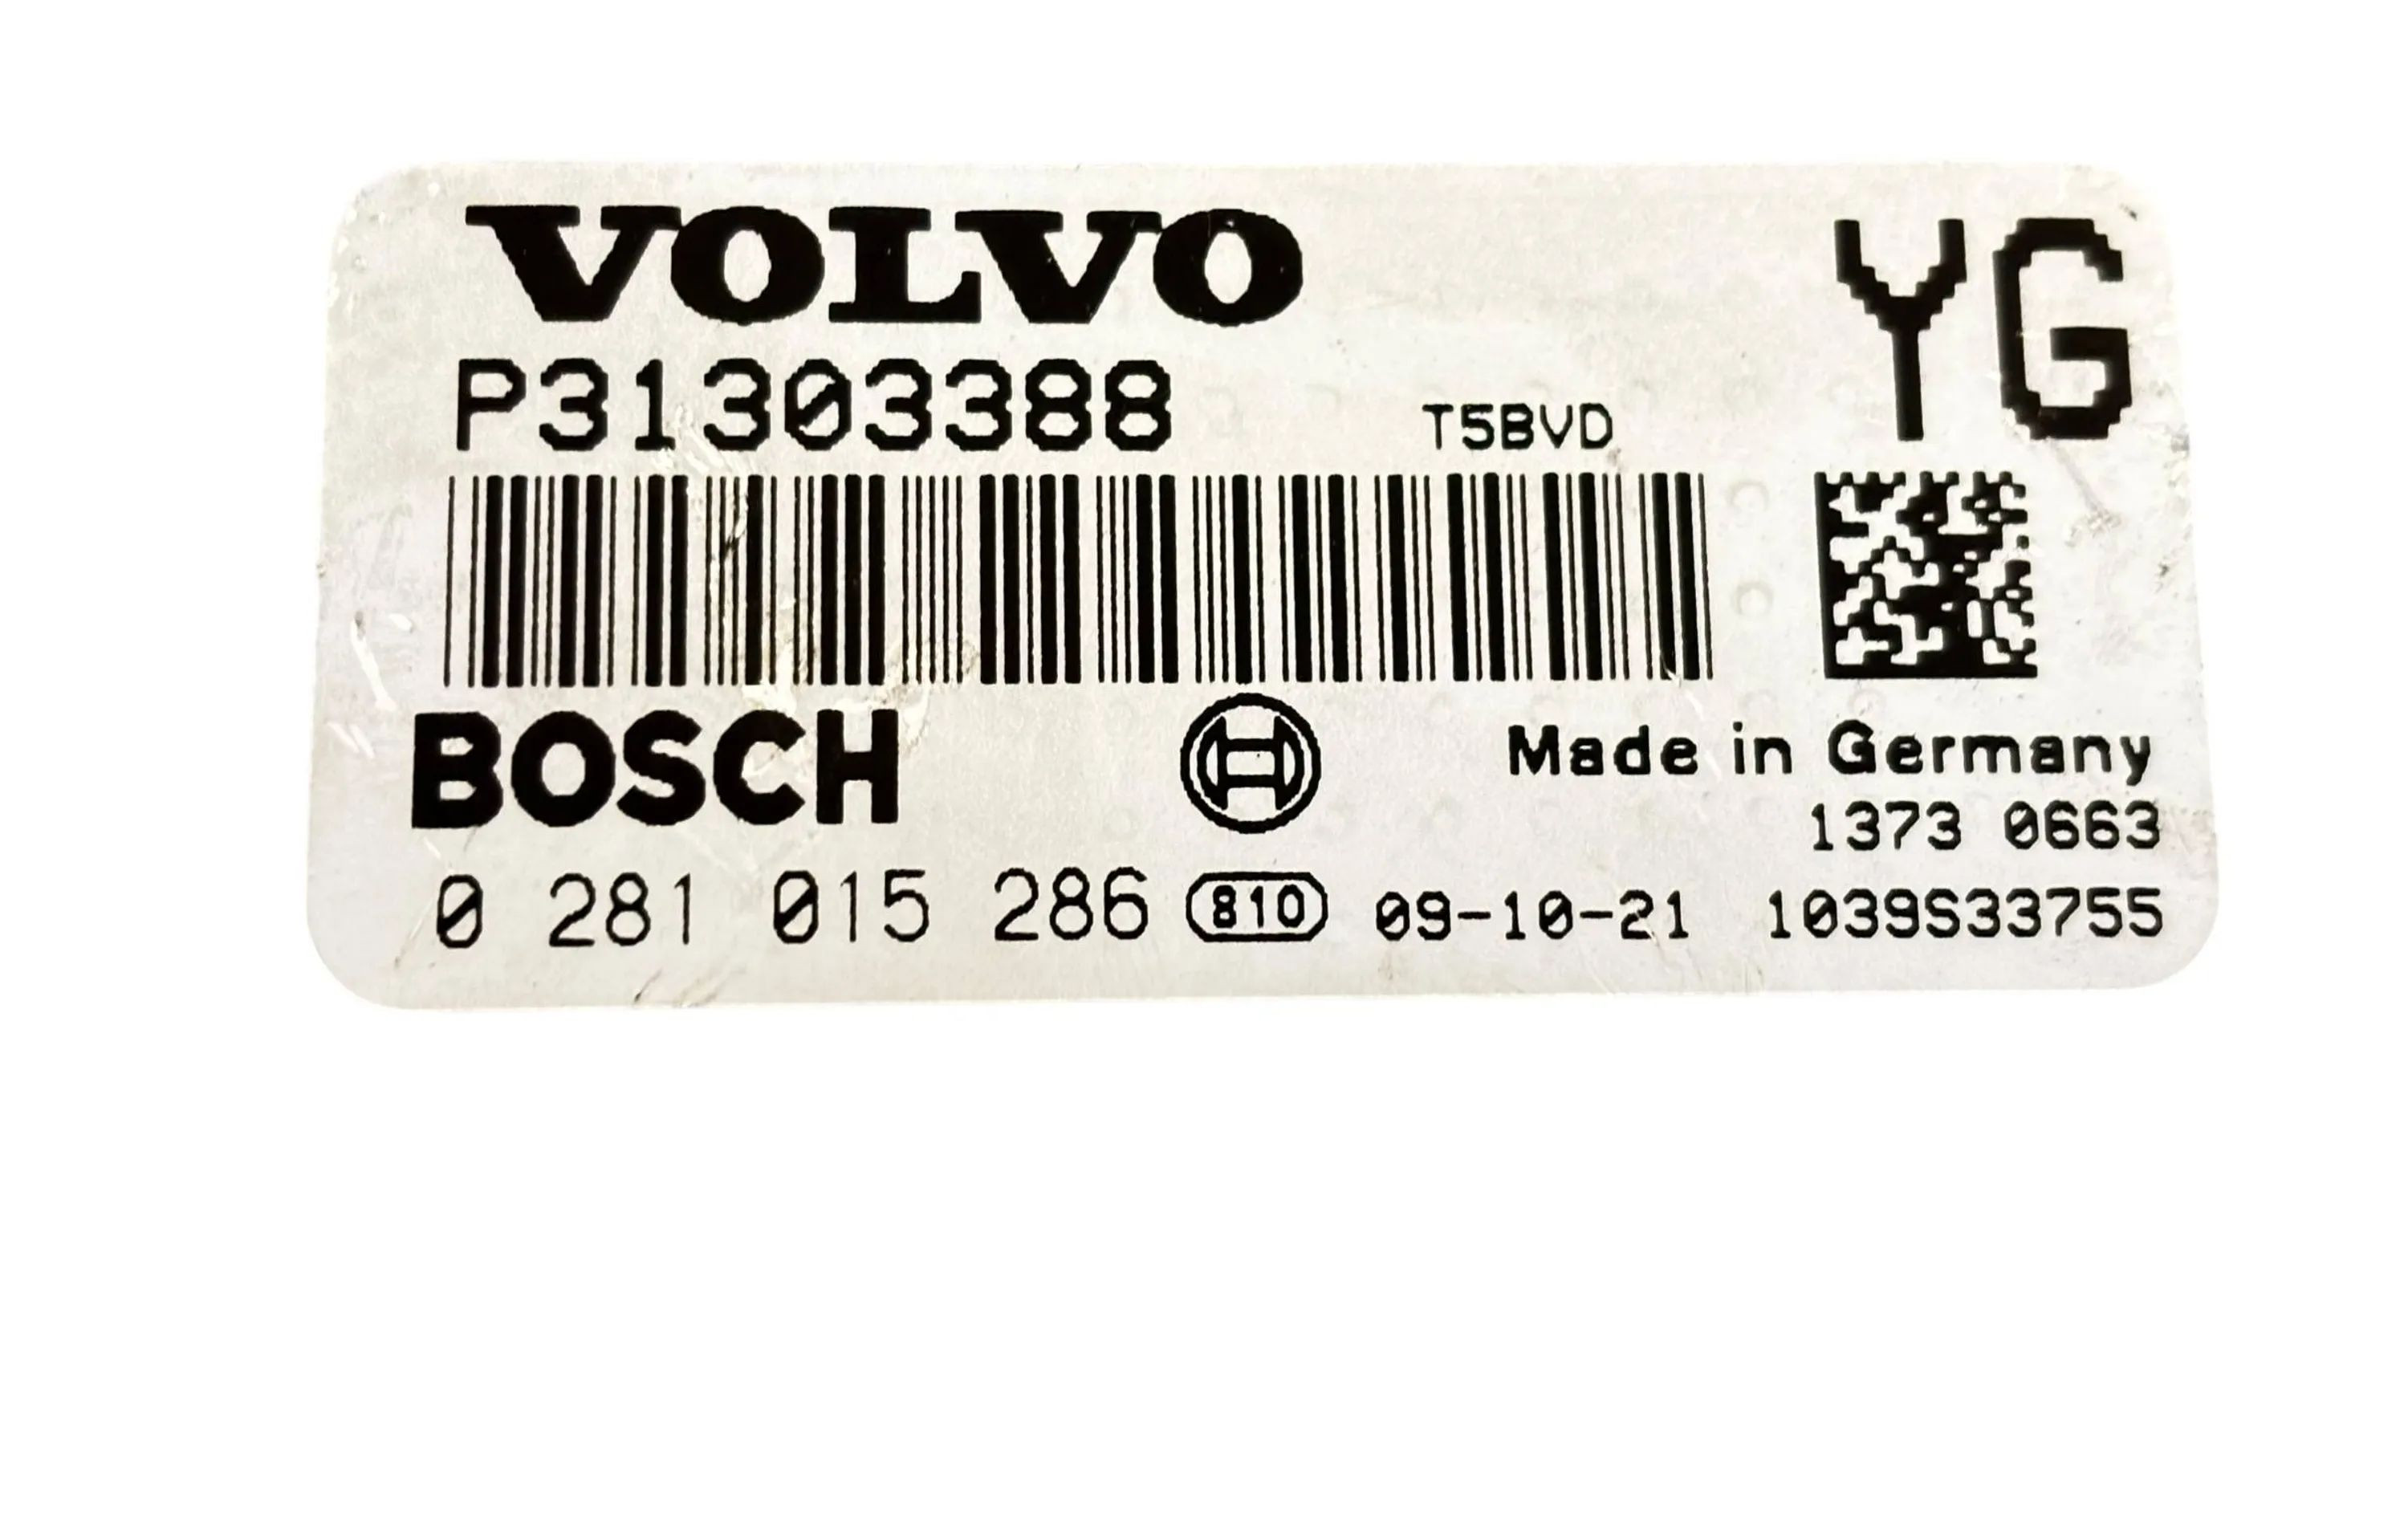 VOLVO
YG
P31303388
T5BVD
BOSCH
Made in Germany
1373 0663
0 281 015 286 810 09-10-21 1039S33755